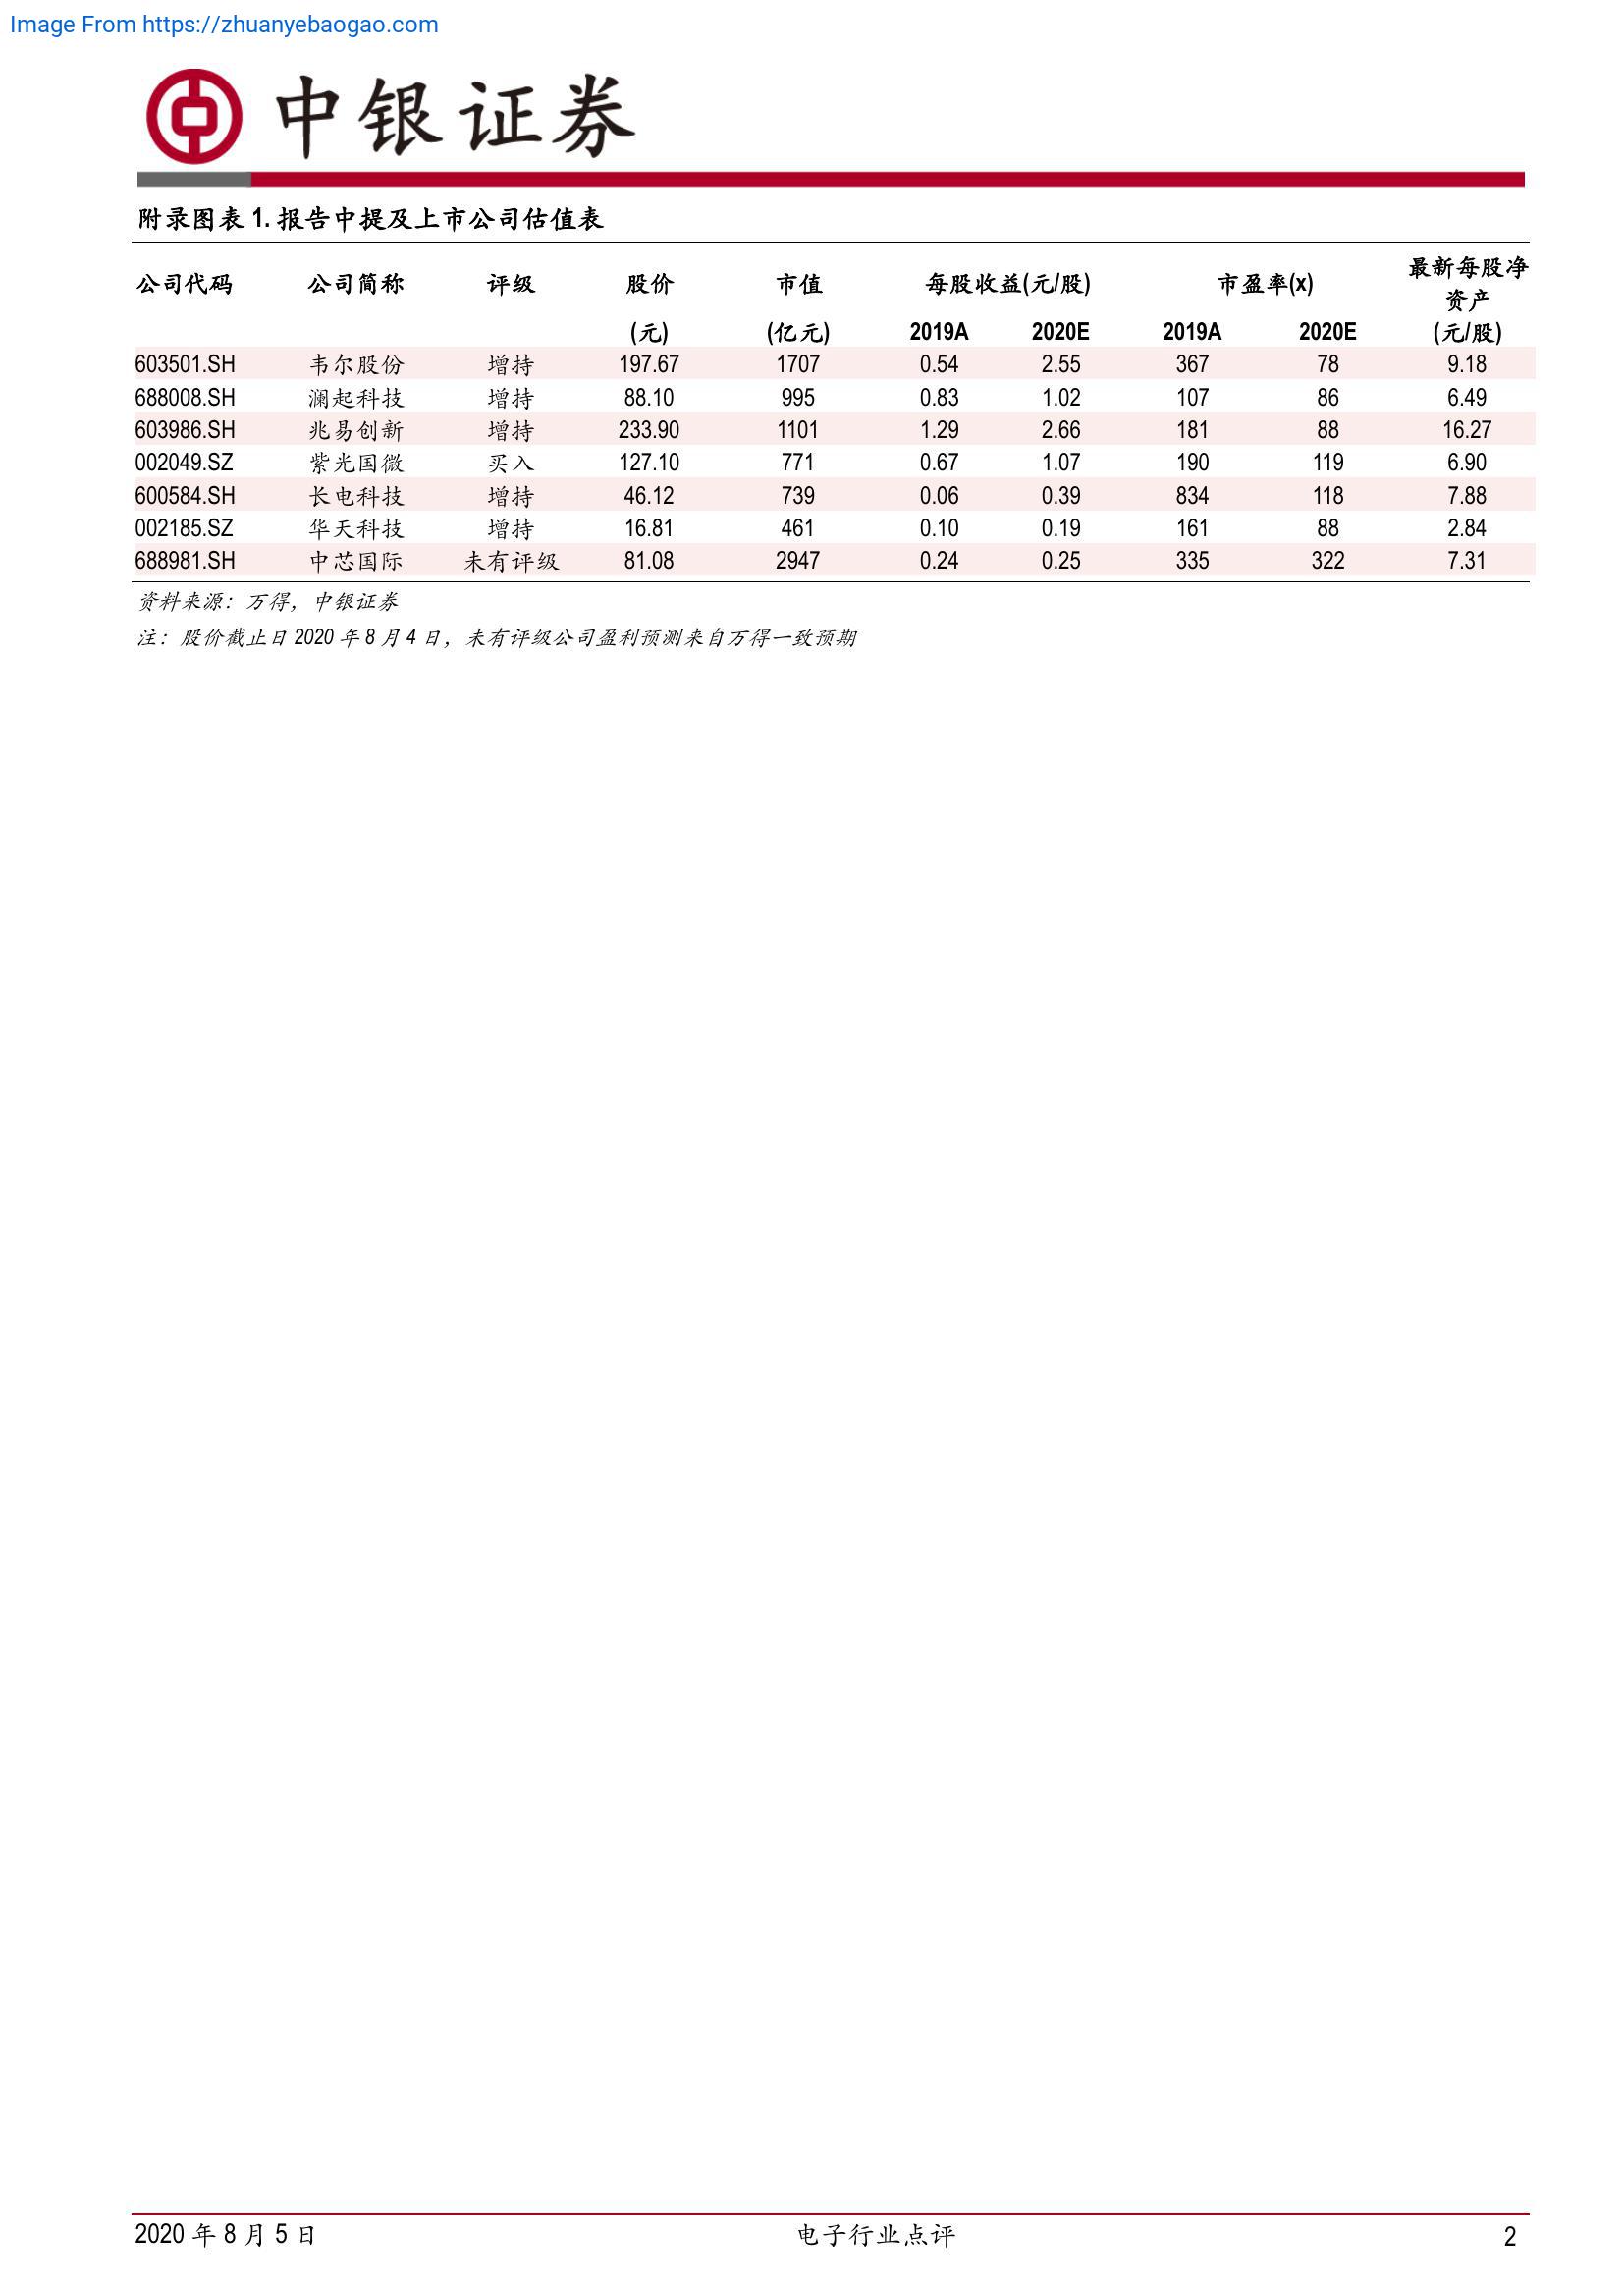 Image From https://zhuanyebaogao.com
中银证券
附录图表 1. 报告中提及上市公司估值表
公司代码 公司简称 评级 股价 市值 每股收益(元/股) 市盈率(x) 最新每股净资产
(元) (亿元) 2019A 2020E 2019A 2020E (元/股)
603501.SH 韦尔股份 增持 197.67 1707 0.54 2.55 367 78 9.18
688008.SH 澜起科技 增持 88.10 995 0.83 1.02 107 86 6.49
603986.SH 兆易创新 增持 233.90 1101 1.29 2.66 181 88 16.27
002049.SZ 紫光国微 买入 127.10 771 0.67 1.07 190 119 6.90
600584.SH 长电科技 增持 46.12 739 0.06 0.39 834 118 7.88
002185.SZ 华天科技 增持 16.81 461 0.10 0.19 161 88 2.84
688981.SH 中芯国际 未有评级 81.08 2947 0.24 0.25 335 322 7.31
资料来源：万得，中银证券
注：股价截止日 2020 年 8 月 4 日，未有评级公司盈利预测来自万得一致预期
2020 年 8 月 5 日 电子行业点评 2